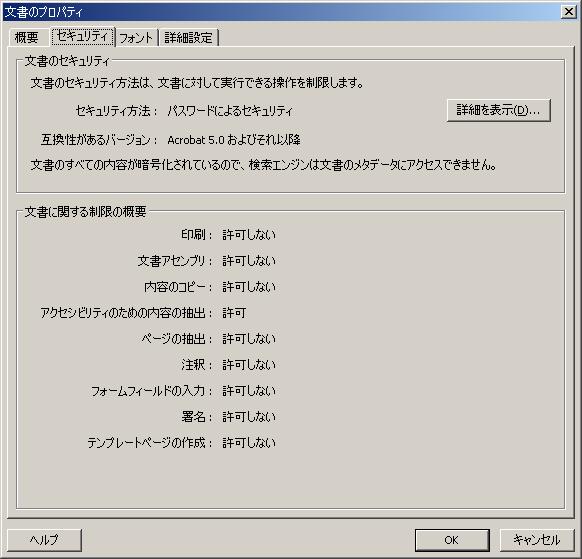 文書のプロパティ
概要 セキュリティ フォント 詳細設定
文書のセキュリティ
文書のセキュリティ方法は、文書に対して実行できる操作を制限します。
セキュリティ方法： パスワードによるセキュリティ 詳細を表示(D)...
互換性があるバージョン： Acrobat 5.0 およびそれ以降
文書のすべての内容が暗号化されているので、検索エンジンは文書のメタデータにアクセスできません。
文書に関する制限の概要
印刷： 許可しない
文書アセンブリ： 許可しない
内容のコピー： 許可しない
アクセシビリティのための内容の抽出： 許可
ページの抽出： 許可しない
注釈： 許可しない
フォームフィールドの入力： 許可しない
署名： 許可しない
テンプレートページの作成： 許可しない
ヘルプ OK キャンセル